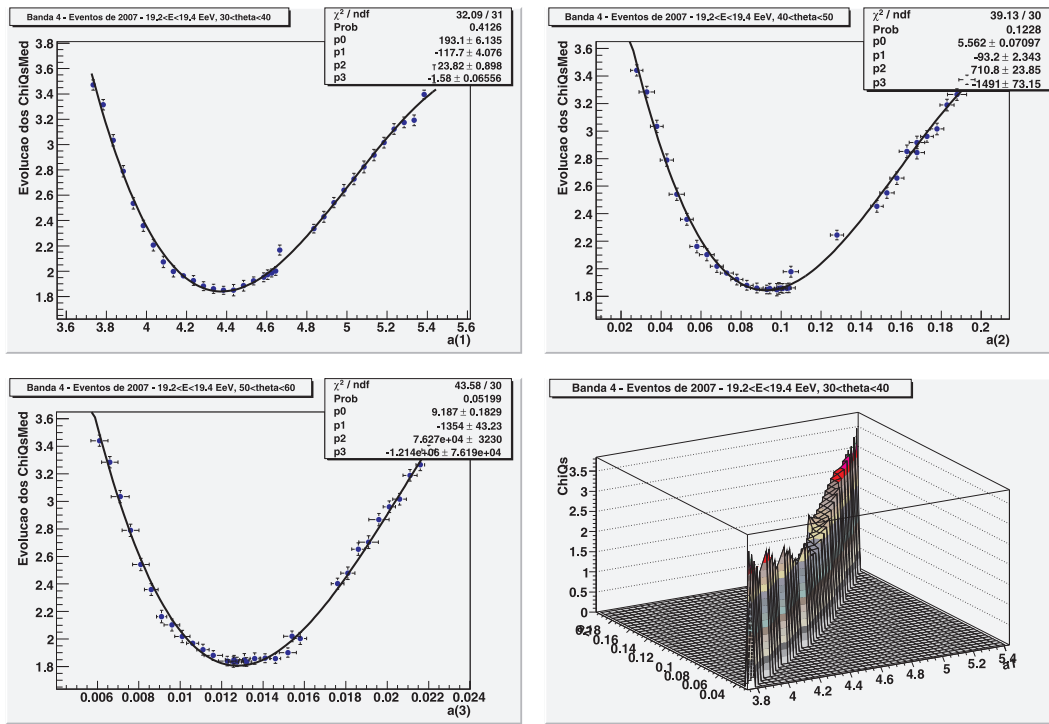 Banda 4 - Eventos de 2007 - 19.2<E<19.4 EeV, 30<theta<40
χ² / ndf 32.09 / 31
Prob 0.4126
p0 193.1 ± 6.135
p1 -117.7 ± 4.076
p2 23.82 ± 0.898
p3 -1.58 ± 0.06556
Evolucao dos ChiQsMed
3.8
3.6
3.4
3.2
3
2.8
2.6
2.4
2.2
2
1.8
3.6 3.8 4 4.2 4.4 4.6 4.8 5 5.2 5.4 5.6
a(1)
Banda 4 - Eventos de 2007 - 19.2<E<19.4 EeV, 40<theta<50
χ² / ndf 39.13 / 30
Prob 0.1228
p0 5.562 ± 0.07097
p1 -93.2 ± 2.343
p2 710.8 ± 23.85
p3 -1491 ± 73.15
Evolucao dos ChiQsMed
3.6
3.4
3.2
3
2.8
2.6
2.4
2.2
2
1.8
0.02 0.04 0.06 0.08 0.1 0.12 0.14 0.16 0.18 0.2
a(2)
Banda 4 - Eventos de 2007 - 19.2<E<19.4 EeV, 50<theta<60
χ² / ndf 43.58 / 30
Prob 0.05199
p0 9.187 ± 0.1829
p1 -1354 ± 43.23
p2 7.627e+04 ± 3230
p3 -1.214e+06 ± 7.619e+04
Evolucao dos ChiQsMed
3.6
3.4
3.2
3
2.8
2.6
2.4
2.2
2
1.8
0.006 0.008 0.01 0.012 0.014 0.016 0.018 0.02 0.022 0.024
a(3)
Banda 4 - Eventos de 2007 - 19.2<E<19.4 EeV, 30<theta<40
ChiQs
3.5
3
2.5
2
1.5
1
0.5
0
0.18 0.16 0.14 0.12 0.1 0.08 0.06 0.04
3.8 4 4.2 4.4 4.6 4.8 5 5.2 5.4
a1